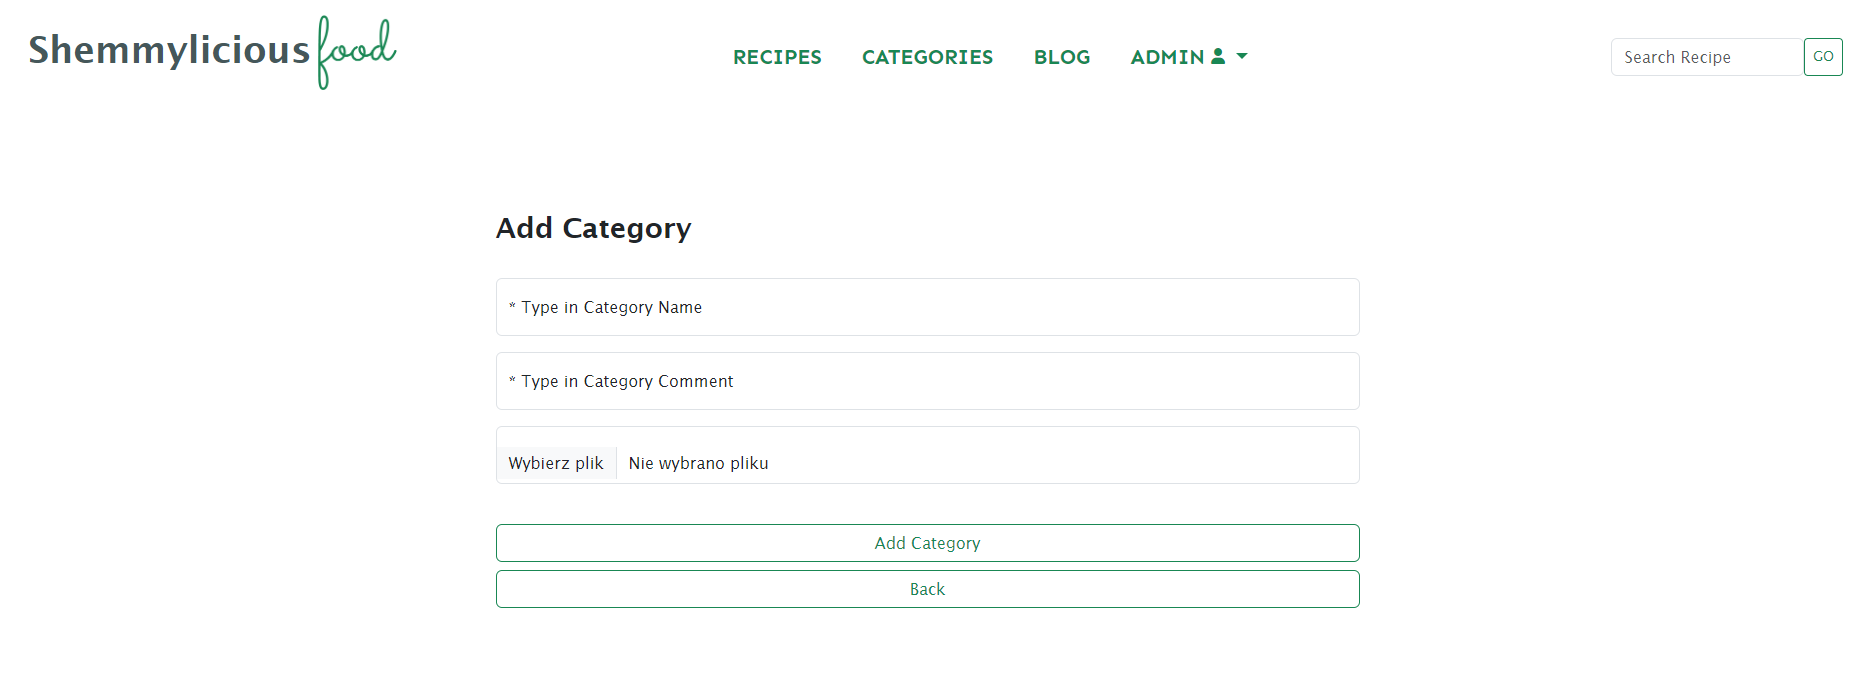 Shemmylicious food
RECIPES CATEGORIES BLOG ADMIN
Search Recipe GO
Add Category
* Type in Category Name
* Type in Category Comment
Wybierz plik Nie wybrano pliku
Add Category
Back